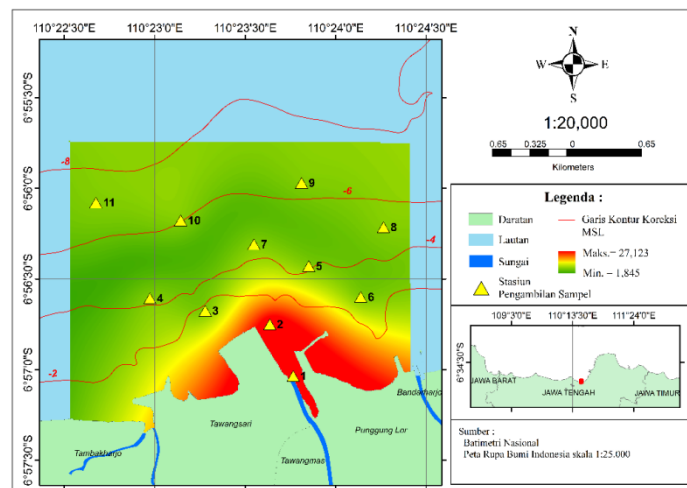 110°22'30"E 110°23'0"E 110°23'30"E 110°24'0"E 110°24'30"E
6°55'30"S
6°56'0"S
6°56'30"S
6°57'0"S
6°57'30"S
-8
-6
-4
-2
9
11
10
8
7
5
4
3
6
2
1
Tawangsari
Tambakharjo
Tawangmas
Punggung Lor
Bandarharjo
N
W E
S
1:20,000
0.65 0.325 0 0.65
Kilometers
Legenda :
Daratan
Lautan
Sungai
Stasiun
Pengambilan Sampel
Garis Kontur Koreksi
MSL
Maks.= 27,123
Min. = 1,845
109°3'0"E 110°13'30"E 111°24'0"E
6°34'30"S
JAWA BARAT
JAWA TENGAH
JAWA TIMUR
Sumber :
Batimetri Nasional
Peta Rupa Bumi Indonesia skala 1:25.000